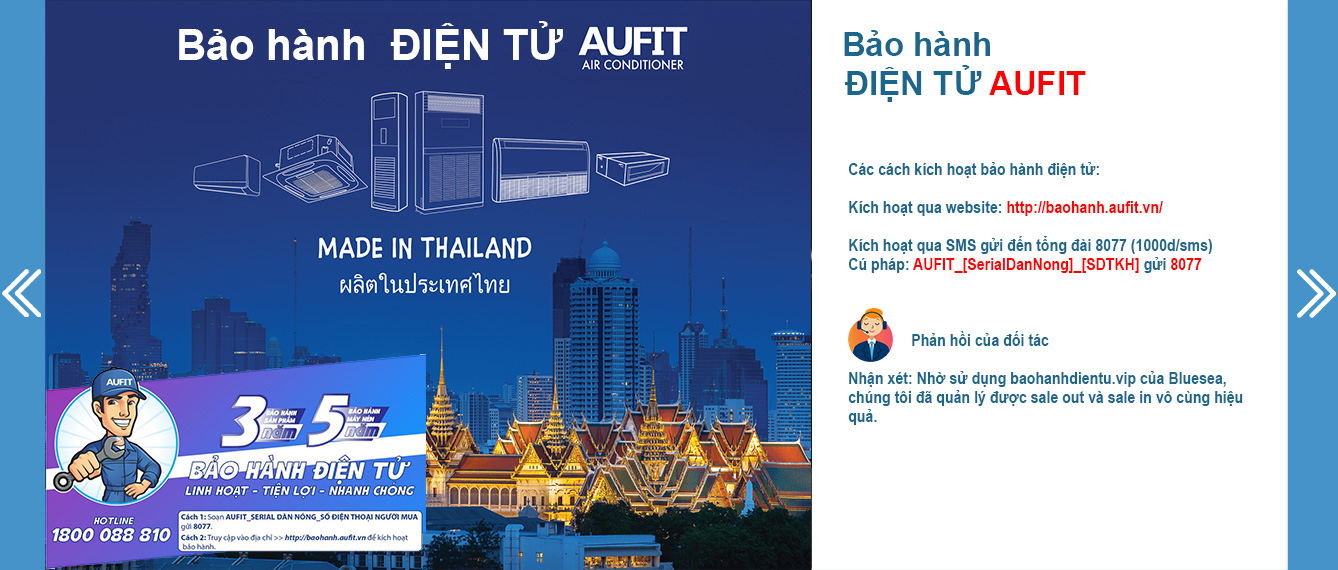 Bảo hành ĐIỆN TỬ AUFIT
AIR CONDITIONER
MADE IN THAILAND
ผลิตในประเทศไทย
AUFIT
3 năm BẢO HÀNH SẢN PHẨM 5 năm BẢO HÀNH MÁY NÉN
BẢO HÀNH ĐIỆN TỬ
LINH HOẠT - TIỆN LỢI - NHANH CHÓNG
HOTLINE
1800 088 810
Cách 1: Soạn AUFIT_SERIAL DÀN NÓNG_SỐ ĐIỆN THOẠI NGƯỜI MUA
gửi 8077.
Cách 2: Truy cập vào địa chỉ >> http://baohanh.aufit.vn để kích hoạt
bảo hành.
Bảo hành
ĐIỆN TỬ AUFIT
Các cách kích hoạt bảo hành điện tử:
Kích hoạt qua website: http://baohanh.aufit.vn/
Kích hoạt qua SMS gửi đến tổng đài 8077 (1000d/sms)
Cú pháp: AUFIT_[SerialDanNong]_[SDTKH] gửi 8077
Phản hồi của đối tác
Nhận xét: Nhờ sử dụng baohanhdientu.vip của Bluesea,
chúng tôi đã quản lý được sale out và sale in vô cùng hiệu
quả.